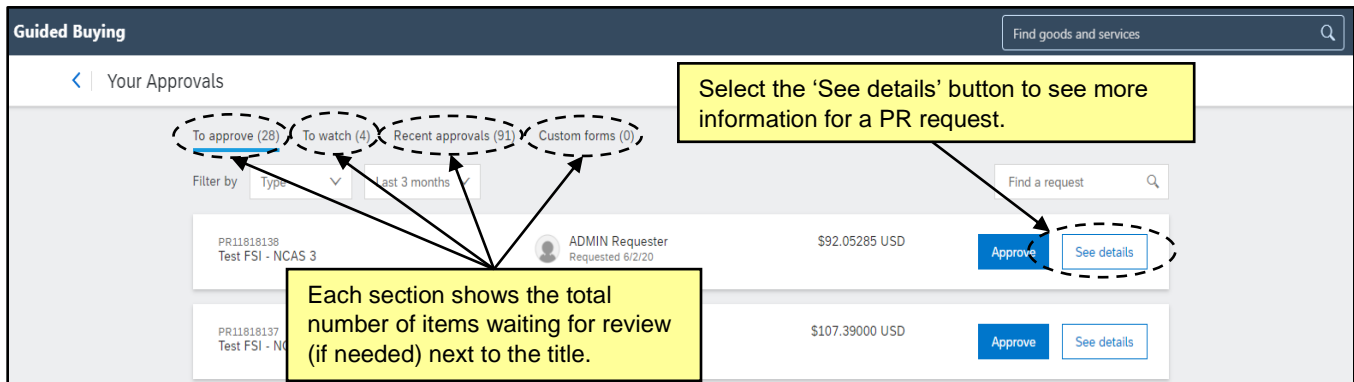 Guided Buying
Find goods and services
Your Approvals
Select the ‘See details’ button to see more
information for a PR request.
To approve (28) To watch (4) Recent approvals (91) Custom forms (0)
Filter by Type Last 3 months
Find a request
PR11818138
Test FSI - NCAS 3
ADMIN Requester
Requested 6/2/20
$92.05285 USD
Approve
See details
Each section shows the total
number of items waiting for review
(if needed) next to the title.
PR11818137
Test FSI -
$107.39000 USD
Approve
See details